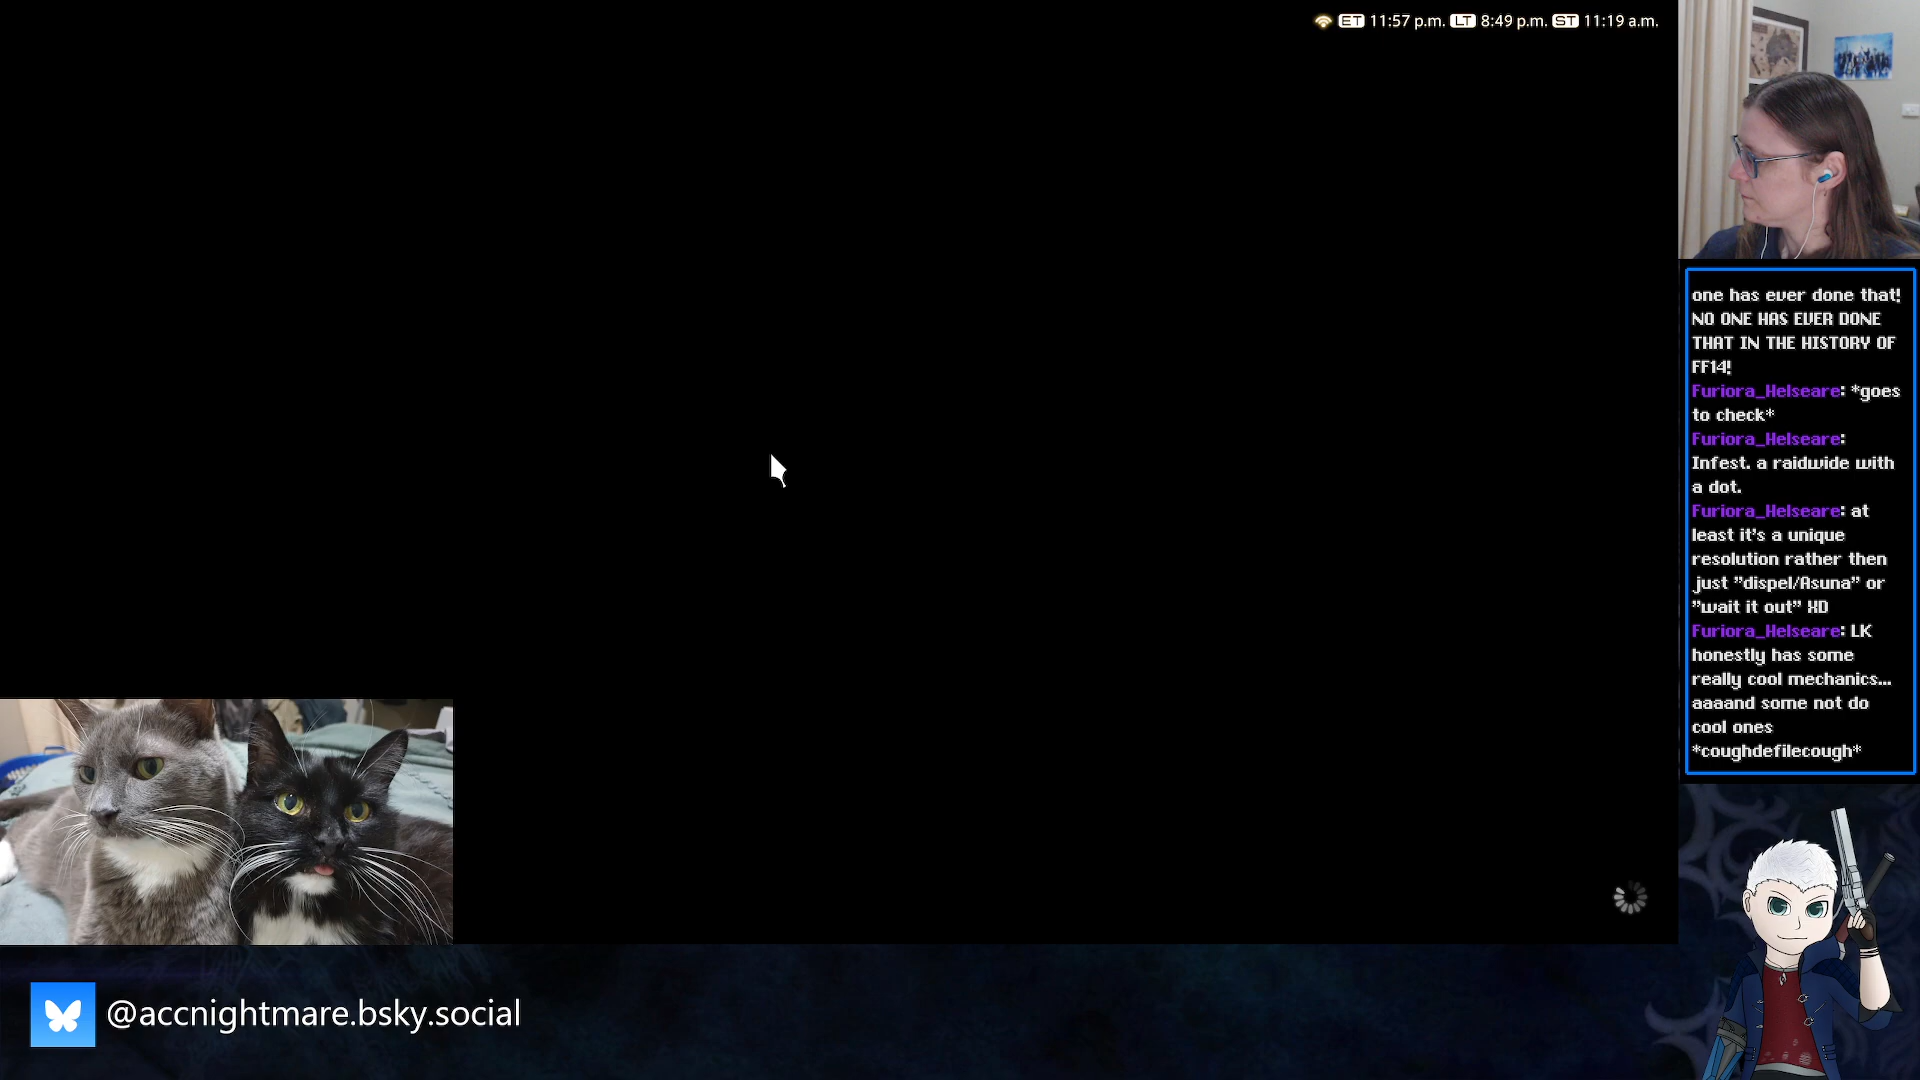 ET 11:57 p.m. LT 8:49 p.m. ST 11:19 a.m.
one has ever done that!
NO ONE HAS EVER DONE
THAT IN THE HISTORY OF
FF14!
Furiora_Helseare: *goes
to check*
Furiora_Helseare:
Infest. a raidwide with
a dot.
Furiora_Helseare: at
least it's a unique
resolution rather then
just "dispel/Asuna" or
"wait it out" XD
Furiora_Helseare: LK
honestly has some
really cool mechanics...
aaaand some not do
cool ones
*coughdefilecough*
@accnightmare.bsky.social